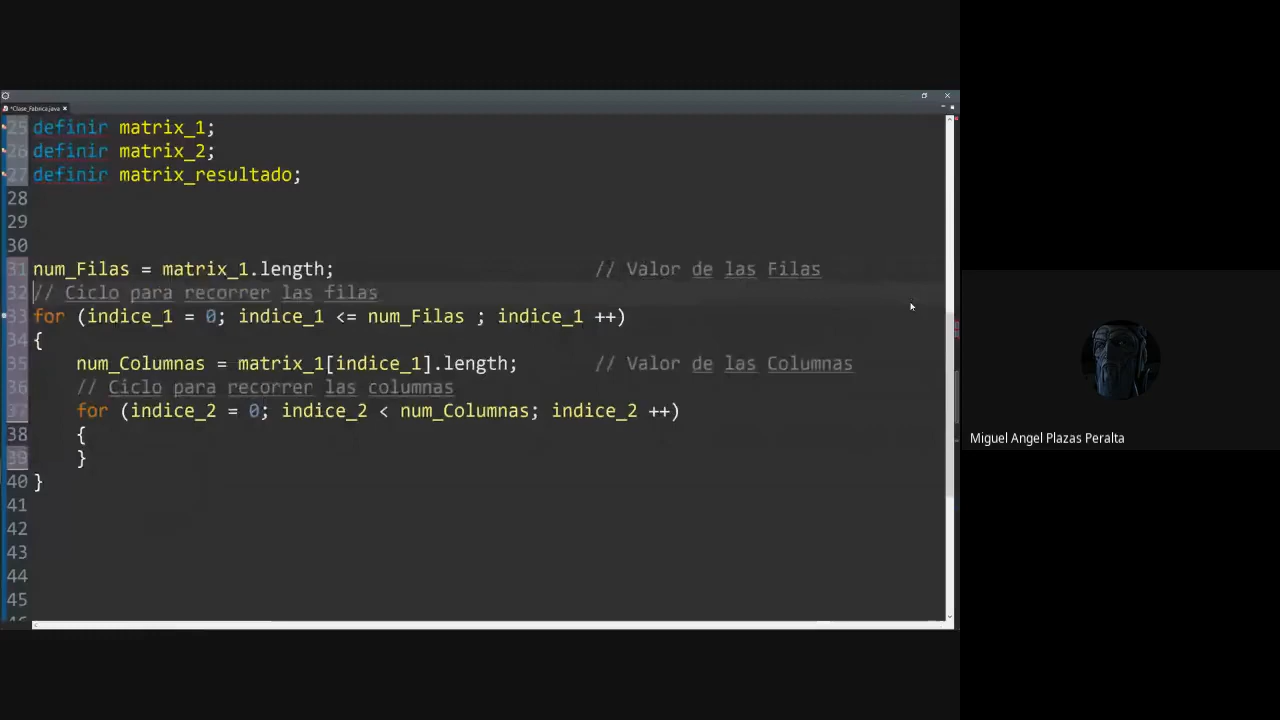 *Clase_Fabrica.java
25 definir matrix_1;
26 definir matrix_2;
27 definir matrix_resultado;
28
29
30
31 num_Filas = matrix_1.length; // Valor de las Filas
32 // Ciclo para recorrer las filas
33 for (indice_1 = 0; indice_1 <= num_Filas ; indice_1 ++)
34 {
35 num_Columnas = matrix_1[indice_1].length; // Valor de las Columnas
36 // Ciclo para recorrer las columnas
37 for (indice_2 = 0; indice_2 < num_Columnas; indice_2 ++)
38 {
39 }
40 }
41
42
43
44
45
Miguel Angel Plazas Peralta